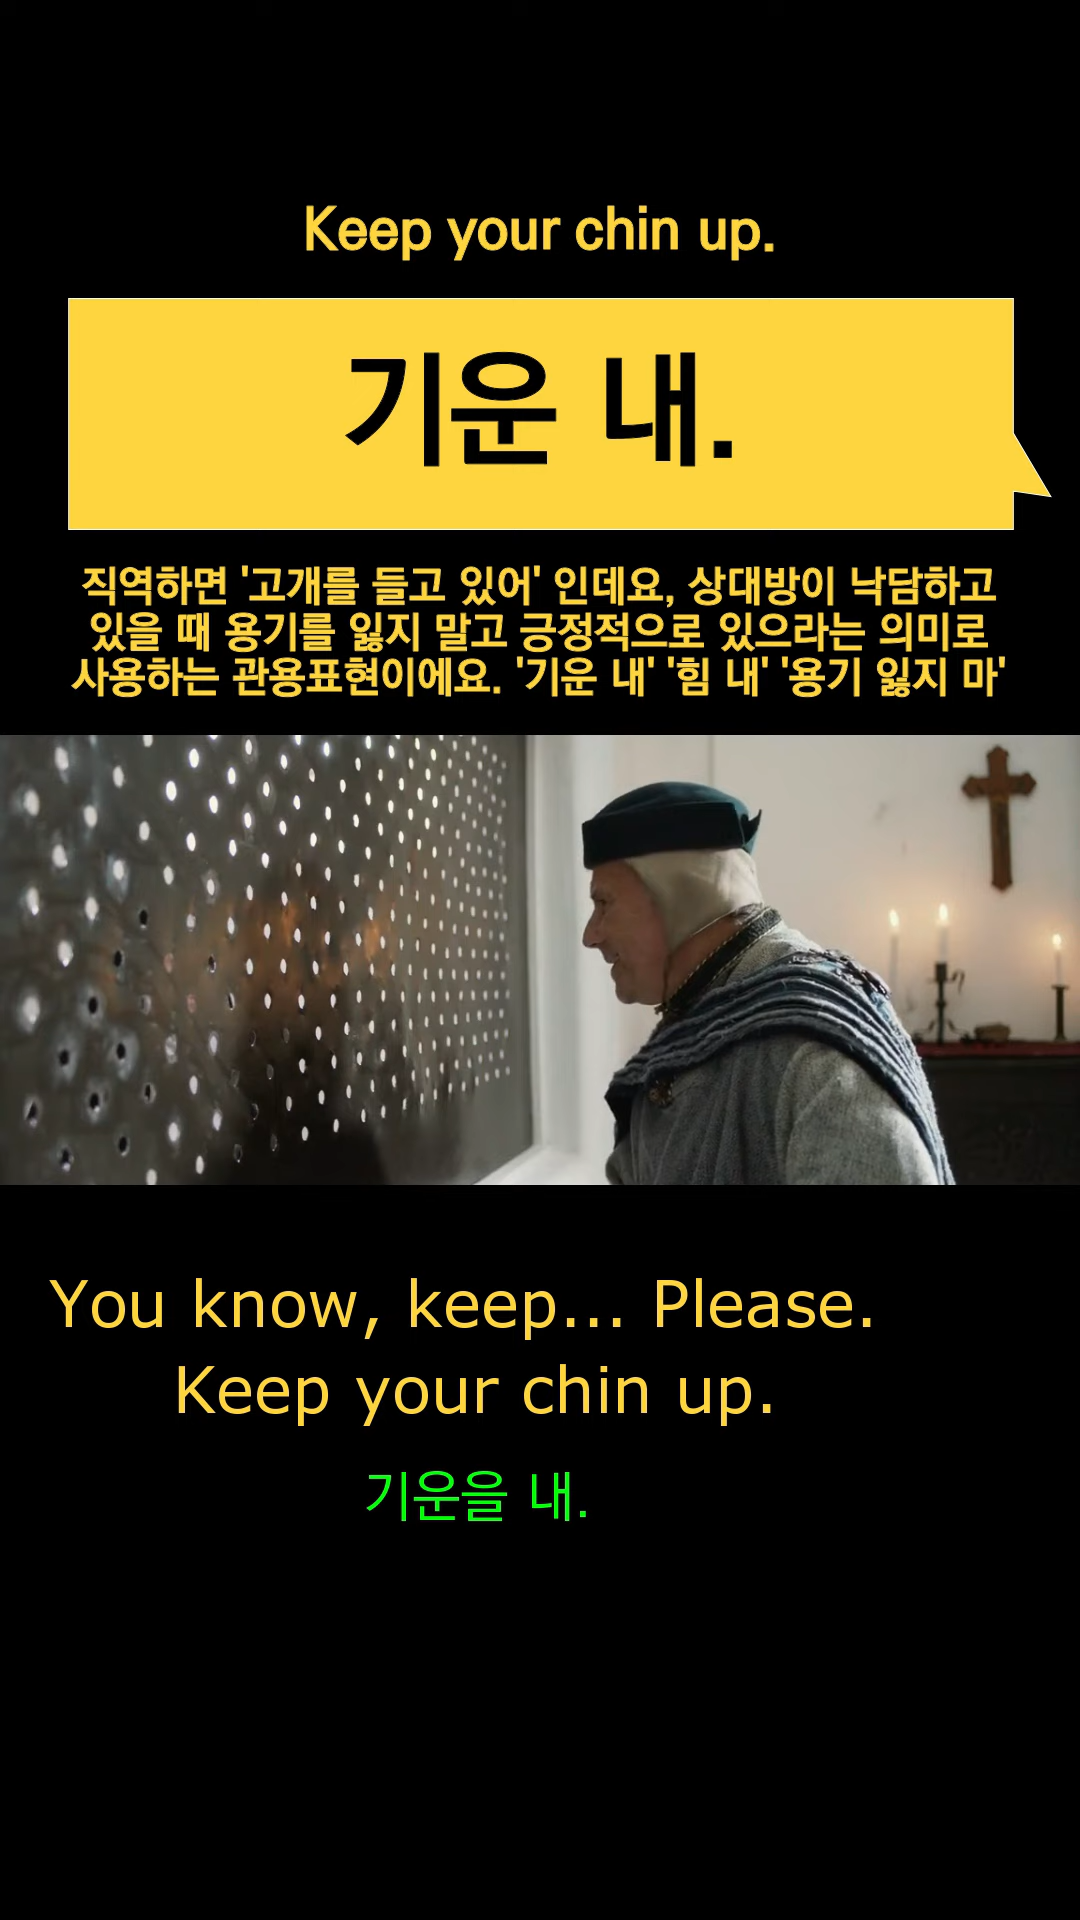 Keep your chin up.
기운 내.
직역하면 '고개를 들고 있어' 인데요, 상대방이 낙담하고
있을 때 용기를 잃지 말고 긍정적으로 있으라는 의미로
사용하는 관용표현이에요. '기운 내' '힘 내' '용기 잃지 마'
You know, keep... Please.
Keep your chin up.
기운을 내.